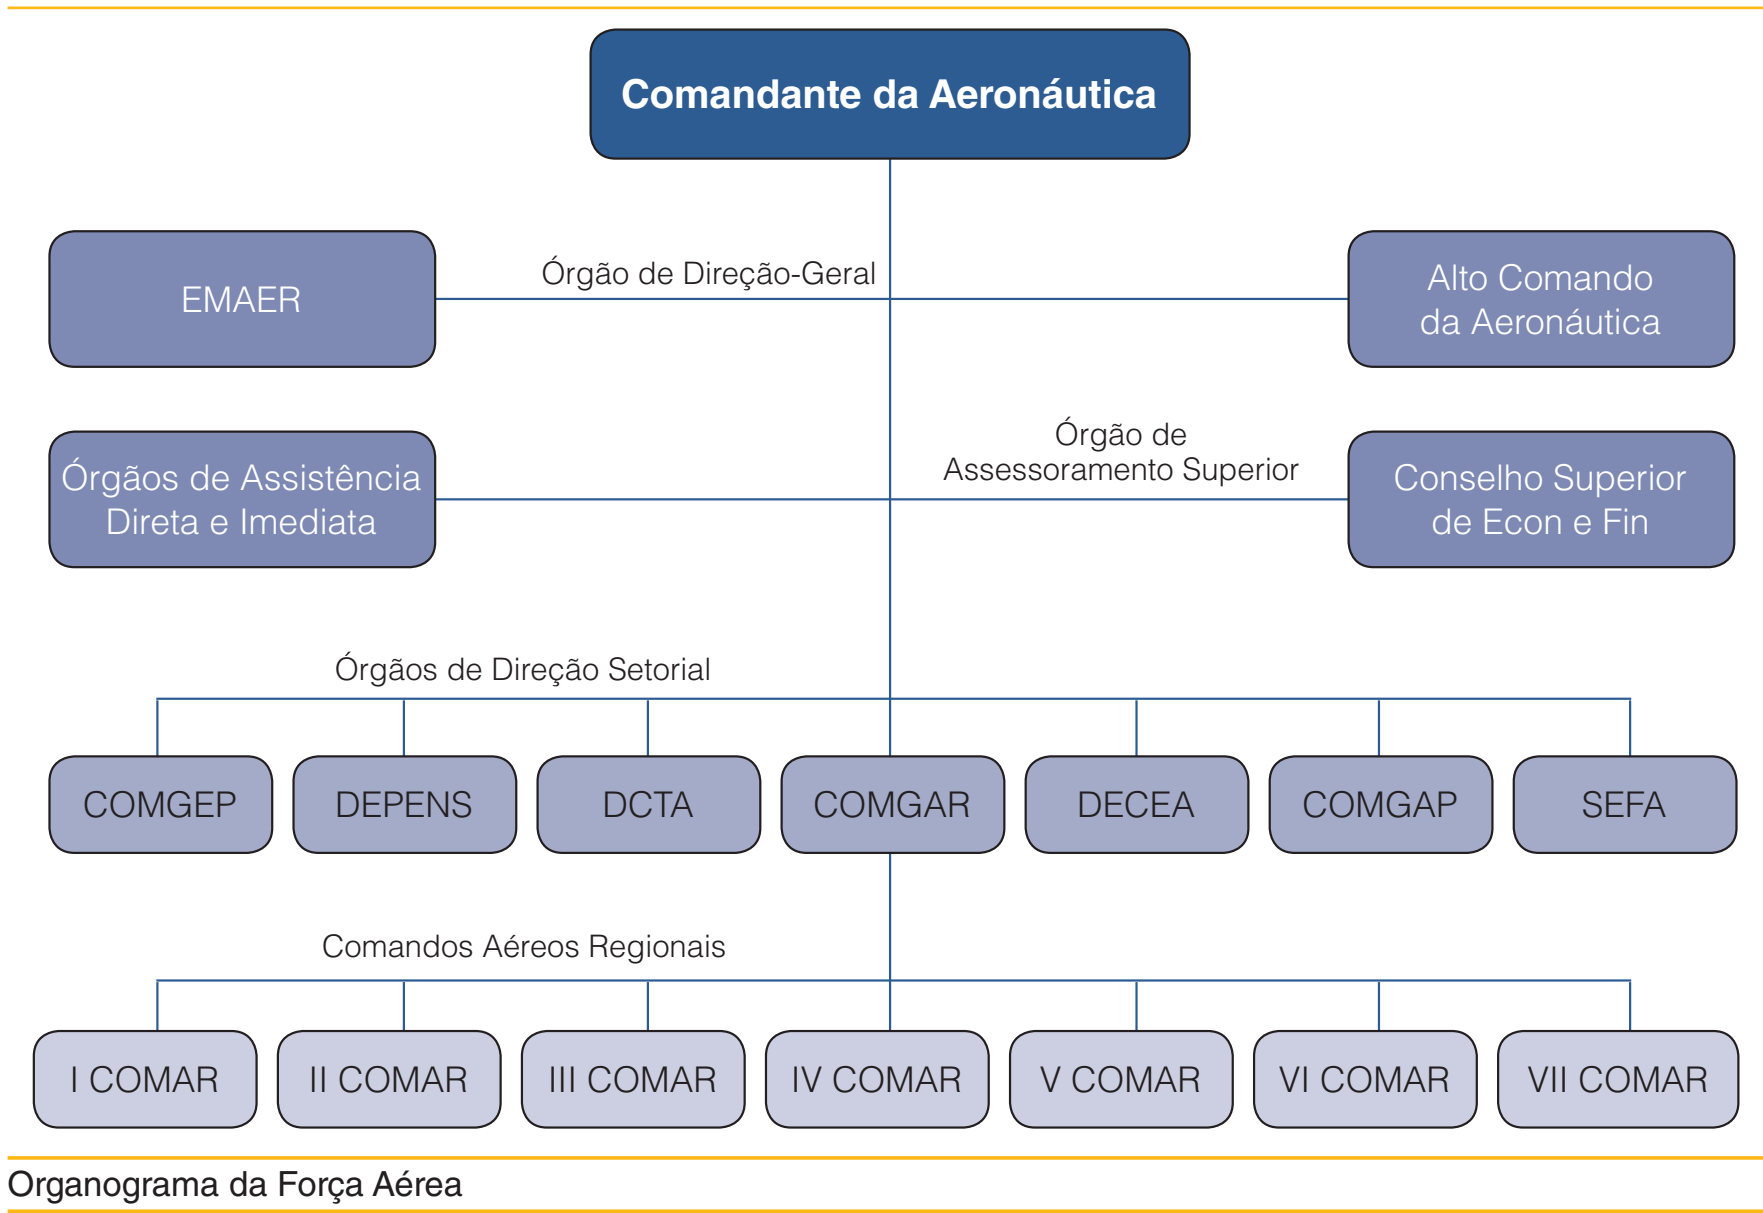 Comandante da Aeronáutica
EMAER
Órgão de Direção-Geral
Alto Comando
da Aeronáutica
Órgãos de Assistência
Direta e Imediata
Órgão de
Assessoramento Superior
Conselho Superior
de Econ e Fin
Órgãos de Direção Setorial
COMGEP
DEPENS
DCTA
COMGAR
DECEA
COMGAP
SEFA
Comandos Aéreos Regionais
I COMAR
II COMAR
III COMAR
IV COMAR
V COMAR
VI COMAR
VII COMAR
Organograma da Força Aérea